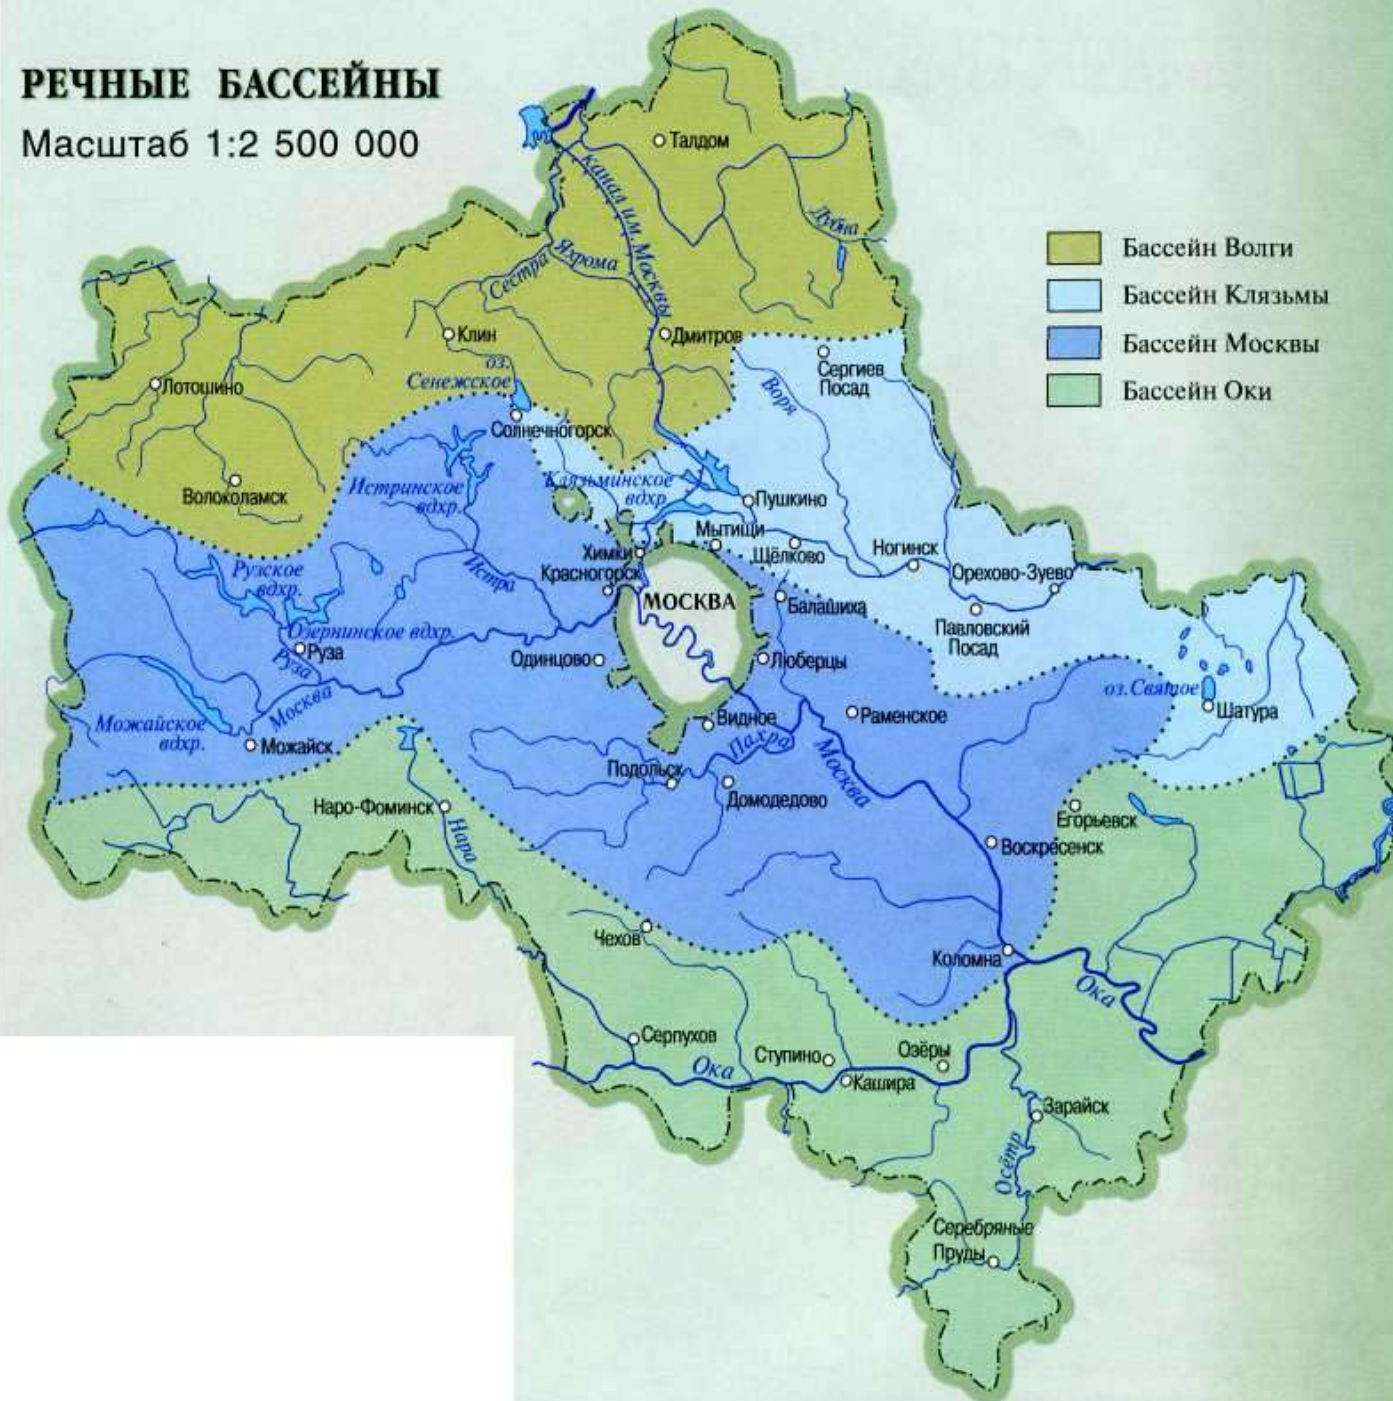 РЕЧНЫЕ БАССЕЙНЫ
Масштаб 1:2 500 000
Бассейн Волги
Бассейн Клязьмы
Бассейн Москвы
Бассейн Оки
Талдом
канал им. Москвы
Дубна
Яхрома
Сестра
Клин
Дмитров
оз.
Сенежское
Сергиев
Посад
Лотошино
Воря
Солнечногорск
Волоколамск
Истринское
вдхр.
Клязьминское
вдхр.
Пушкино
Мытищи
Щёлково
Ногинск
Орехово-Зуево
Химки
Красногорск
Истра
Рузское
вдхр.
МОСКВА
Балашиха
Павловский
Посад
Озернинское вдхр.
Руза
Руза
Одинцово
Люберцы
оз. Святое
Шатура
Москва
Можайское
вдхр.
Можайск
Видное
Раменское
Пахра
Москва
Подольск
Домодедово
Наро-Фоминск
Нара
Егорьевск
Воскресенск
Чехов
Коломна
Ока
Серпухов
Ока
Ступино
Озёры
Кашира
Зарайск
Осётр
Серебряные
Пруды